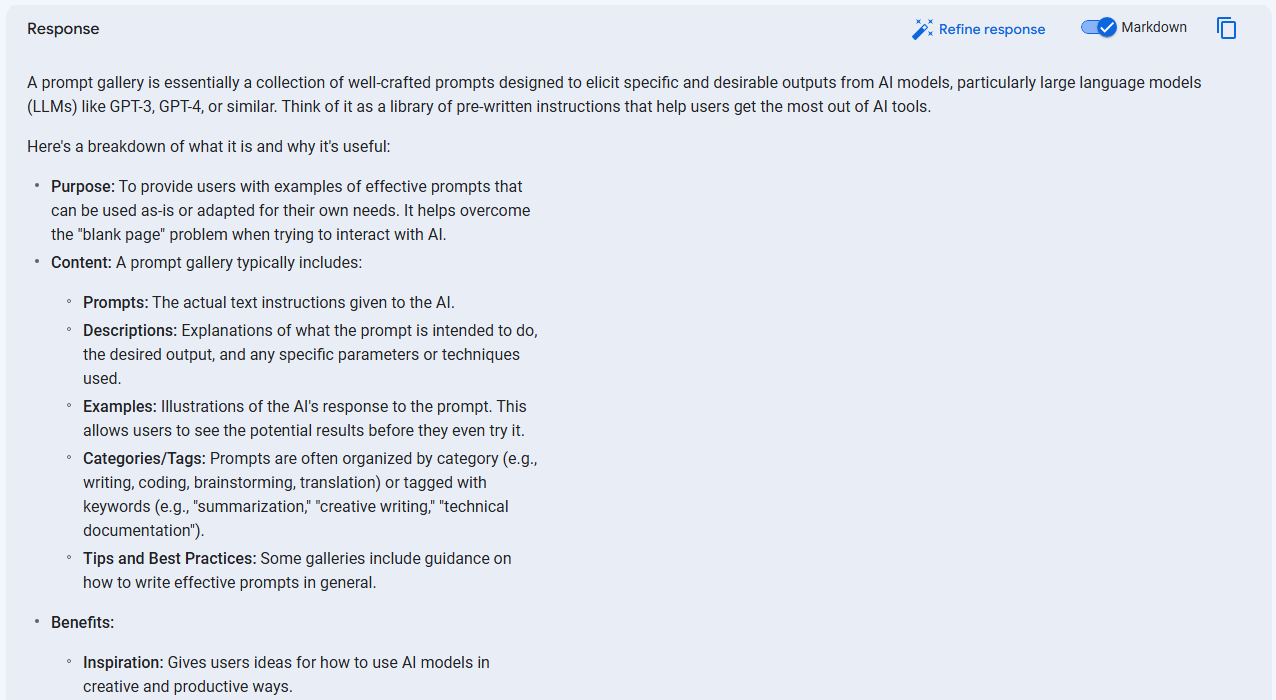 Response
Refine response
Markdown
A prompt gallery is essentially a collection of well-crafted prompts designed to elicit specific and desirable outputs from AI models, particularly large language models
(LLMs) like GPT-3, GPT-4, or similar. Think of it as a library of pre-written instructions that help users get the most out of AI tools.
Here's a breakdown of what it is and why it's useful:
• Purpose: To provide users with examples of effective prompts that
can be used as-is or adapted for their own needs. It helps overcome
the "blank page" problem when trying to interact with AI.
• Content: A prompt gallery typically includes:
◦ Prompts: The actual text instructions given to the AI.
◦ Descriptions: Explanations of what the prompt is intended to do,
the desired output, and any specific parameters or techniques
used.
◦ Examples: Illustrations of the AI's response to the prompt. This
allows users to see the potential results before they even try it.
◦ Categories/Tags: Prompts are often organized by category (e.g.,
writing, coding, brainstorming, translation) or tagged with
keywords (e.g., "summarization," "creative writing," "technical
documentation").
◦ Tips and Best Practices: Some galleries include guidance on
how to write effective prompts in general.
• Benefits:
◦ Inspiration: Gives users ideas for how to use AI models in
creative and productive ways.